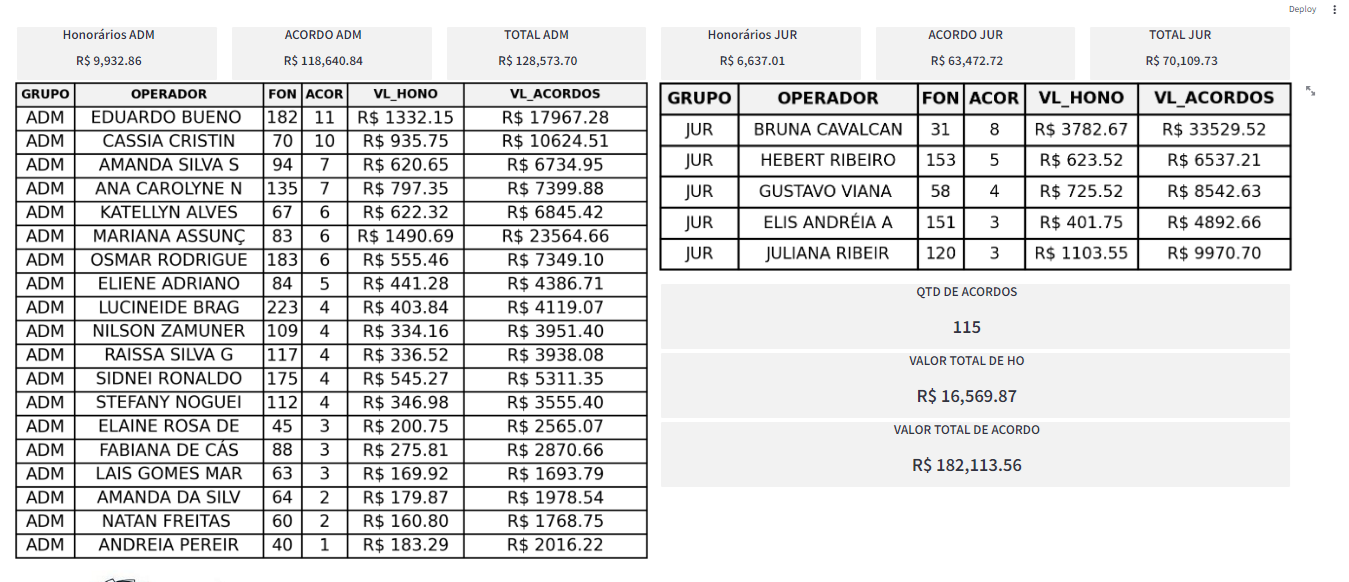 Deploy
Honorários ADM
R$ 9,932.86
ACORDO ADM
R$ 118,640.84
TOTAL ADM
R$ 128,573.70
GRUPO OPERADOR FON ACOR VL_HONO VL_ACORDOS
ADM EDUARDO BUENO 182 11 R$ 1332.15 R$ 17967.28
ADM CASSIA CRISTIN 70 10 R$ 935.75 R$ 10624.51
ADM AMANDA SILVA S 94 7 R$ 620.65 R$ 6734.95
ADM ANA CAROLYNE N 135 7 R$ 797.35 R$ 7399.88
ADM KATELLYN ALVES 67 6 R$ 622.32 R$ 6845.42
ADM MARIANA ASSUNÇ 83 6 R$ 1490.69 R$ 23564.66
ADM OSMAR RODRIGUE 183 6 R$ 555.46 R$ 7349.10
ADM ELIENE ADRIANO 84 5 R$ 441.28 R$ 4386.71
ADM LUCINEIDE BRAG 223 4 R$ 403.84 R$ 4119.07
ADM NILSON ZAMUNER 109 4 R$ 334.16 R$ 3951.40
ADM RAISSA SILVA G 117 4 R$ 336.52 R$ 3938.08
ADM SIDNEI RONALDO 175 4 R$ 545.27 R$ 5311.35
ADM STEFANY NOGUEI 112 4 R$ 346.98 R$ 3555.40
ADM ELAINE ROSA DE 45 3 R$ 200.75 R$ 2565.07
ADM FABIANA DE CÁS 88 3 R$ 275.81 R$ 2870.66
ADM LAIS GOMES MAR 63 3 R$ 169.92 R$ 1693.79
ADM AMANDA DA SILV 64 2 R$ 179.87 R$ 1978.54
ADM NATAN FREITAS 60 2 R$ 160.80 R$ 1768.75
ADM ANDREIA PEREIR 40 1 R$ 183.29 R$ 2016.22
Honorários JUR
R$ 6,637.01
ACORDO JUR
R$ 63,472.72
TOTAL JUR
R$ 70,109.73
GRUPO OPERADOR FON ACOR VL_HONO VL_ACORDOS
JUR BRUNA CAVALCAN 31 8 R$ 3782.67 R$ 33529.52
JUR HEBERT RIBEIRO 153 5 R$ 623.52 R$ 6537.21
JUR GUSTAVO VIANA 58 4 R$ 725.52 R$ 8542.63
JUR ELIS ANDRÉIA A 151 3 R$ 401.75 R$ 4892.66
JUR JULIANA RIBEIR 120 3 R$ 1103.55 R$ 9970.70
QTD DE ACORDOS
115
VALOR TOTAL DE HO
R$ 16,569.87
VALOR TOTAL DE ACORDO
R$ 182,113.56